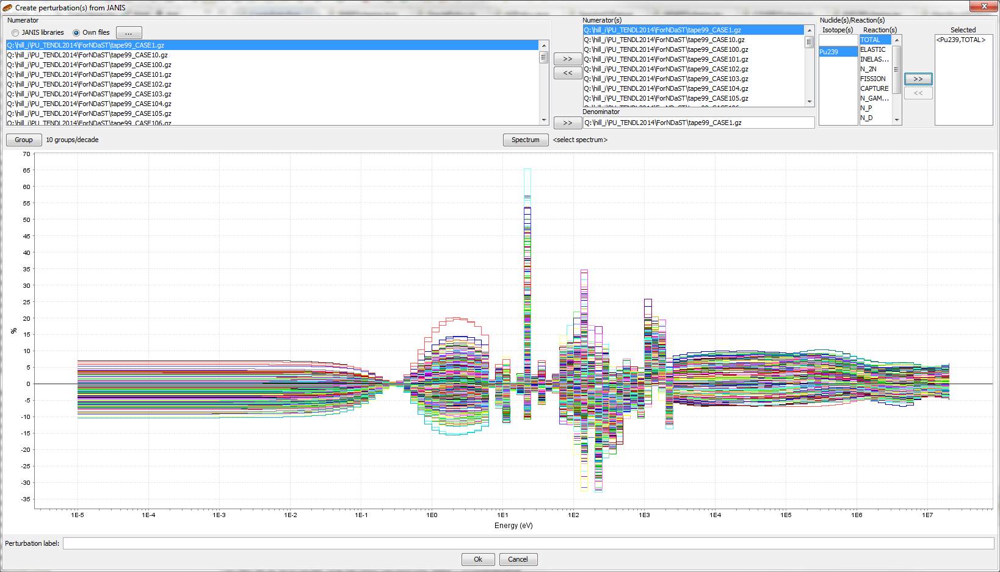 Create perturbation(s) from JANIS
Numerator
JANIS libraries Own files ...
Q:\hill_i\PU_TENDL2014\ForNDaST\tape99_CASE1.gz
Q:\hill_i\PU_TENDL2014\ForNDaST\tape99_CASE10.gz
Q:\hill_i\PU_TENDL2014\ForNDaST\tape99_CASE100.gz
Q:\hill_i\PU_TENDL2014\ForNDaST\tape99_CASE101.gz
Q:\hill_i\PU_TENDL2014\ForNDaST\tape99_CASE102.gz
Q:\hill_i\PU_TENDL2014\ForNDaST\tape99_CASE103.gz
Q:\hill_i\PU_TENDL2014\ForNDaST\tape99_CASE104.gz
Q:\hill_i\PU_TENDL2014\ForNDaST\tape99_CASE105.gz
Q:\hill_i\PU_TENDL2014\ForNDaST\tape99_CASE106.gz
>>
<<
>>
Numerator(s)
Q:\hill_i\PU_TENDL2014\ForNDaST\tape99_CASE1.gz
Q:\hill_i\PU_TENDL2014\ForNDaST\tape99_CASE10.gz
Q:\hill_i\PU_TENDL2014\ForNDaST\tape99_CASE100.gz
Q:\hill_i\PU_TENDL2014\ForNDaST\tape99_CASE101.gz
Q:\hill_i\PU_TENDL2014\ForNDaST\tape99_CASE102.gz
Q:\hill_i\PU_TENDL2014\ForNDaST\tape99_CASE103.gz
Q:\hill_i\PU_TENDL2014\ForNDaST\tape99_CASE104.gz
Q:\hill_i\PU_TENDL2014\ForNDaST\tape99_CASE105.gz
Denominator
Q:\hill_i\PU_TENDL2014\ForNDaST\tape99_CASE1.gz
Nuclide(s)/Reaction(s)
Isotope(s)
Pu239
Reaction(s)
TOTAL
ELASTIC
INELAS...
N_2N
FISSION
CAPTURE
N_GAM...
N_P
N_D
>>
<<
Selected
<Pu239,TOTAL>
Group 10 groups/decade
Spectrum <select spectrum>
70
65
60
55
50
45
40
35
30
25
20
15
10
5
0
-5
-10
-15
-20
-25
-30
-35
%
1E-5 1E-4 1E-3 1E-2 1E-1 1E0 1E1 1E2 1E3 1E4 1E5 1E6 1E7
Energy (eV)
Perturbation label:
Ok Cancel